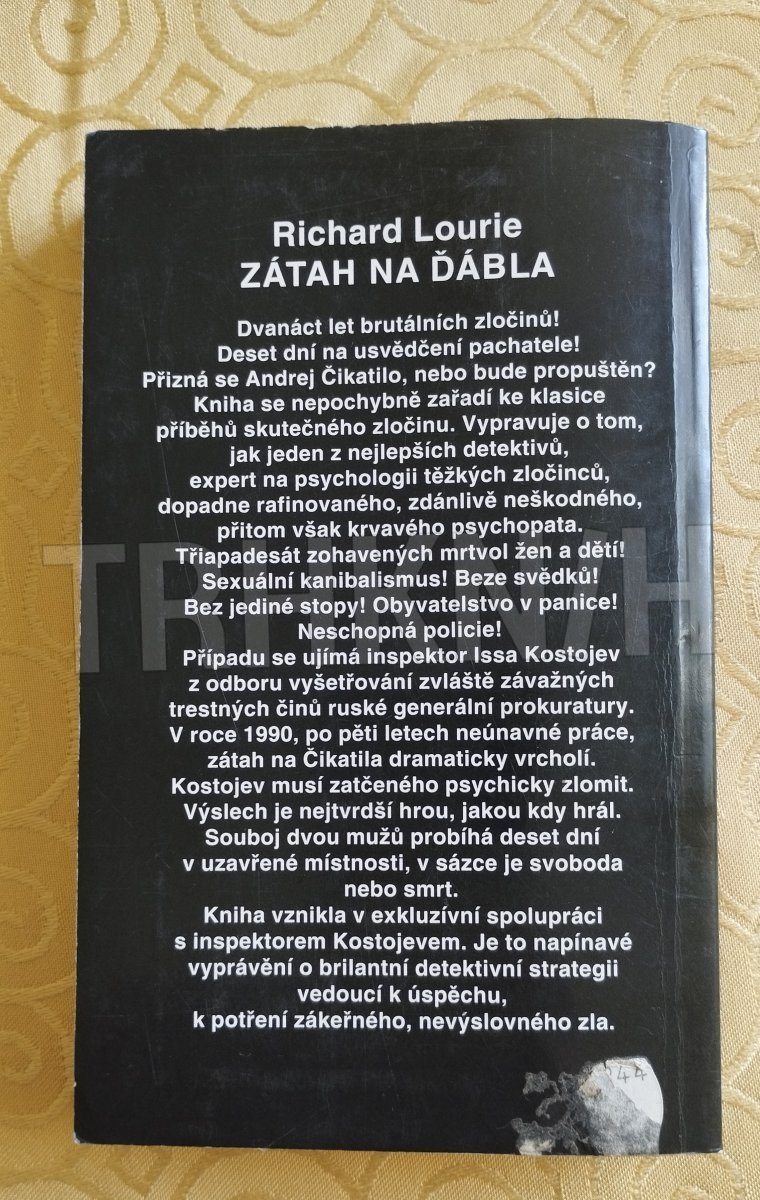 Richard Lourie
ZÁTAH NA ĎÁBLA
Dvanáct let brutálních zločinů!
Deset dní na usvědčení pachatele!
Přizná se Andrej Čikatilo, nebo bude propuštěn?
Kniha se nepochybně zařadí ke klasice
příběhů skutečného zločinu. Vypravuje o tom,
jak jeden z nejlepších detektivů,
expert na psychologii těžkých zločinců,
dopadne rafinovaného, zdánlivě neškodného,
přitom však krvavého psychopata.
Třiapadesát zohavených mrtvol žen a dětí!
Sexuální kanibalismus! Beze svědků!
Bez jediné stopy! Obyvatelstvo v panice!
Neschopná policie!
Případu se ujímá inspektor Issa Kostojev
z odboru vyšetřování zvláště závažných
trestných činů ruské generální prokuratury.
V roce 1990, po pěti letech neúnavné práce,
zátah na Čikatila dramaticky vrcholí.
Kostojev musí zatčeného psychicky zlomit.
Výslech je nejtvrdší hrou, jakou kdy hrál.
Souboj dvou mužů probíhá deset dní
v uzavřené místnosti, v sázce je svoboda
nebo smrt.
Kniha vznikla v exkluzívní spolupráci
s inspektorem Kostojevem. Je to napínavé
vyprávění o brilantní detektivní strategii
vedoucí k úspěchu,
k potření zákeřného, nevýslovného zla.